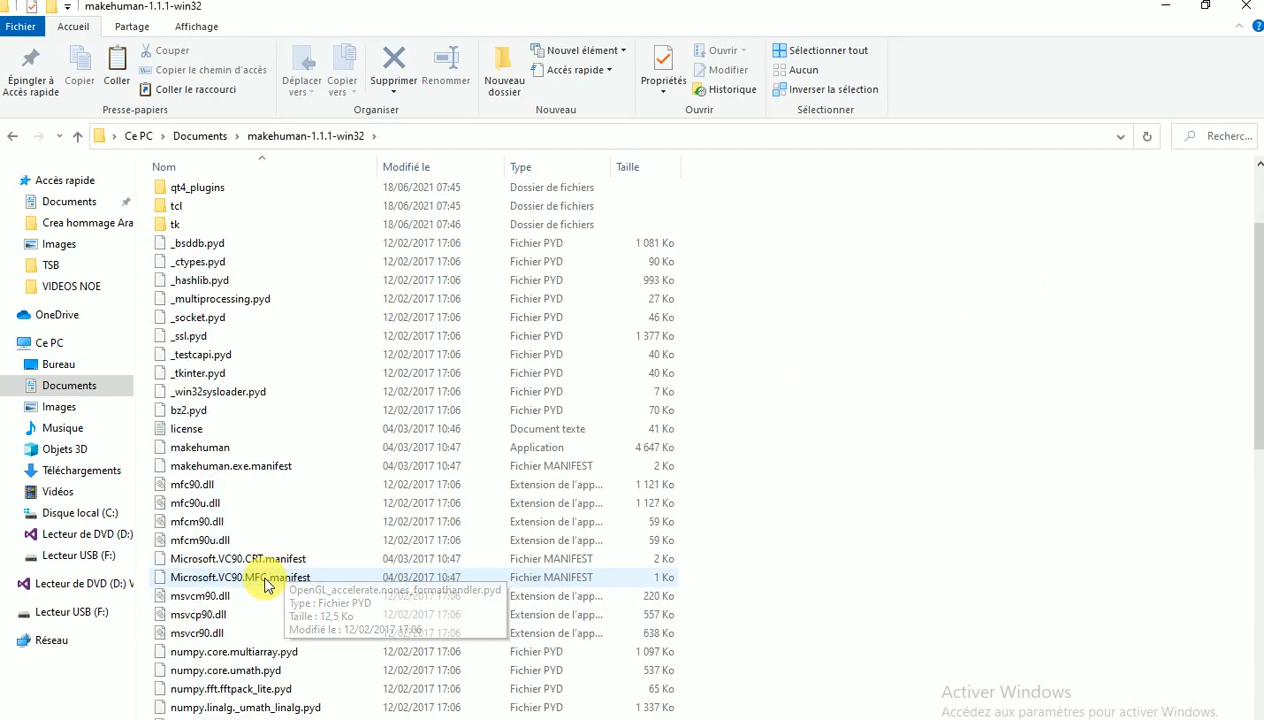 makehuman-1.1.1-win32
Fichier Accueil Partage Affichage
Épingler à Accès rapide
Copier
Coller
Couper
Copier le chemin d'accès
Coller le raccourci
Presse-papiers
Déplacer vers
Copier vers
Supprimer
Renommer
Organiser
Nouveau dossier
Nouvel élément
Accès rapide
Nouveau
Propriétés
Ouvrir
Modifier
Historique
Ouvrir
Sélectionner tout
Aucun
Inverser la sélection
Sélectionner
Ce PC > Documents > makehuman-1.1.1-win32 >
Recherc...
Accès rapide
Documents
Crea hommage Ara
Images
TSB
VIDEOS NOE
OneDrive
Ce PC
Bureau
Documents
Images
Musique
Objets 3D
Téléchargements
Vidéos
Disque local (C:)
Lecteur de DVD (D:)
Lecteur USB (F:)
Lecteur de DVD (D:) V
Lecteur USB (F:)
Réseau
Nom Modifié le Type Taille
qt4_plugins 18/06/2021 07:45 Dossier de fichiers
tcl 18/06/2021 07:45 Dossier de fichiers
tk 18/06/2021 07:46 Dossier de fichiers
_bsddb.pyd 12/02/2017 17:06 Fichier PYD 1 081 Ko
_ctypes.pyd 12/02/2017 17:06 Fichier PYD 90 Ko
_hashlib.pyd 12/02/2017 17:06 Fichier PYD 993 Ko
_multiprocessing.pyd 12/02/2017 17:06 Fichier PYD 27 Ko
_socket.pyd 12/02/2017 17:06 Fichier PYD 46 Ko
_ssl.pyd 12/02/2017 17:06 Fichier PYD 1 377 Ko
_testcapi.pyd 12/02/2017 17:06 Fichier PYD 40 Ko
_tkinter.pyd 12/02/2017 17:06 Fichier PYD 40 Ko
_win32sysloader.pyd 12/02/2017 17:06 Fichier PYD 7 Ko
bz2.pyd 12/02/2017 17:06 Fichier PYD 70 Ko
license 04/03/2017 10:46 Document texte 41 Ko
makehuman 04/03/2017 10:47 Application 4 647 Ko
makehuman.exe.manifest 04/03/2017 10:47 Fichier MANIFEST 2 Ko
mfc90.dll 12/02/2017 17:06 Extension de l'app... 1 121 Ko
mfc90u.dll 12/02/2017 17:06 Extension de l'app... 1 127 Ko
mfcm90.dll 12/02/2017 17:06 Extension de l'app... 59 Ko
mfcm90u.dll 12/02/2017 17:06 Extension de l'app... 59 Ko
Microsoft.VC90.CRT.manifest 04/03/2017 10:47 Fichier MANIFEST 2 Ko
Microsoft.VC90.MFC.manifest 04/03/2017 10:47 Fichier MANIFEST 1 Ko
msvcm90.dll 12/02/2017 17:06 Extension de l'app... 220 Ko
msvcp90.dll 12/02/2017 17:06 Extension de l'app... 557 Ko
msvcr90.dll 12/02/2017 17:06 Extension de l'app... 638 Ko
numpy.core.multiarray.pyd 12/02/2017 17:06 Fichier PYD 1 097 Ko
numpy.core.umath.pyd 12/02/2017 17:06 Fichier PYD 537 Ko
numpy.fft.fftpack_lite.pyd 12/02/2017 17:06 Fichier PYD 65 Ko
numpy.linalg._umath_linalg.pyd 12/02/2017 17:06 Fichier PYD 1 337 Ko
OpenGL_accelerate.nones_formathandler.pyd
Type : Fichier PYD
Taille : 12,5 Ko
Modifié le : 12/02/2017 17:06
Activer Windows
Accédez aux paramètres pour activer Windows.